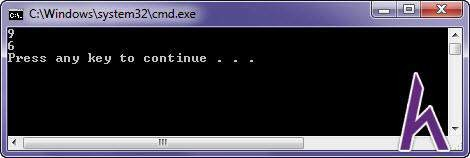 C:\Windows\system32\cmd.exe
9
6
Press any key to continue . . .